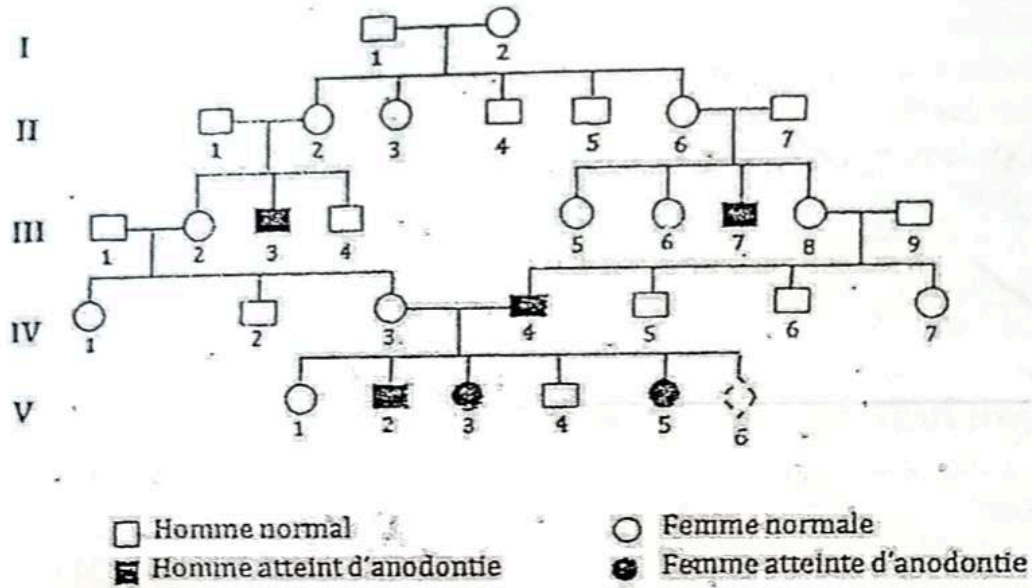 I
1 2
II
1 2 3 4 5 6 7
III
1 2 3 4 5 6 7 8 9
IV
1 2 3 4 5 6 7
V
1 2 3 4 5 6
Homme normal Femme normale
Homme atteint d'anodontie Femme atteinte d'anodontie